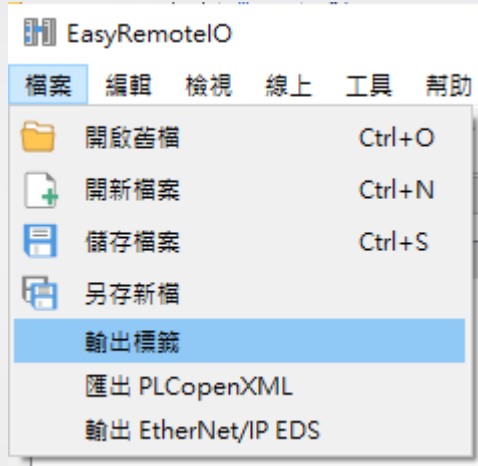 EasyRemoteIO
檔案 編輯 檢視 線上 工具 幫助
開啟舊檔 Ctrl+O
開新檔案 Ctrl+N
儲存檔案 Ctrl+S
另存新檔
輸出標籤
匯出 PLCopenXML
輸出 EtherNet/IP EDS